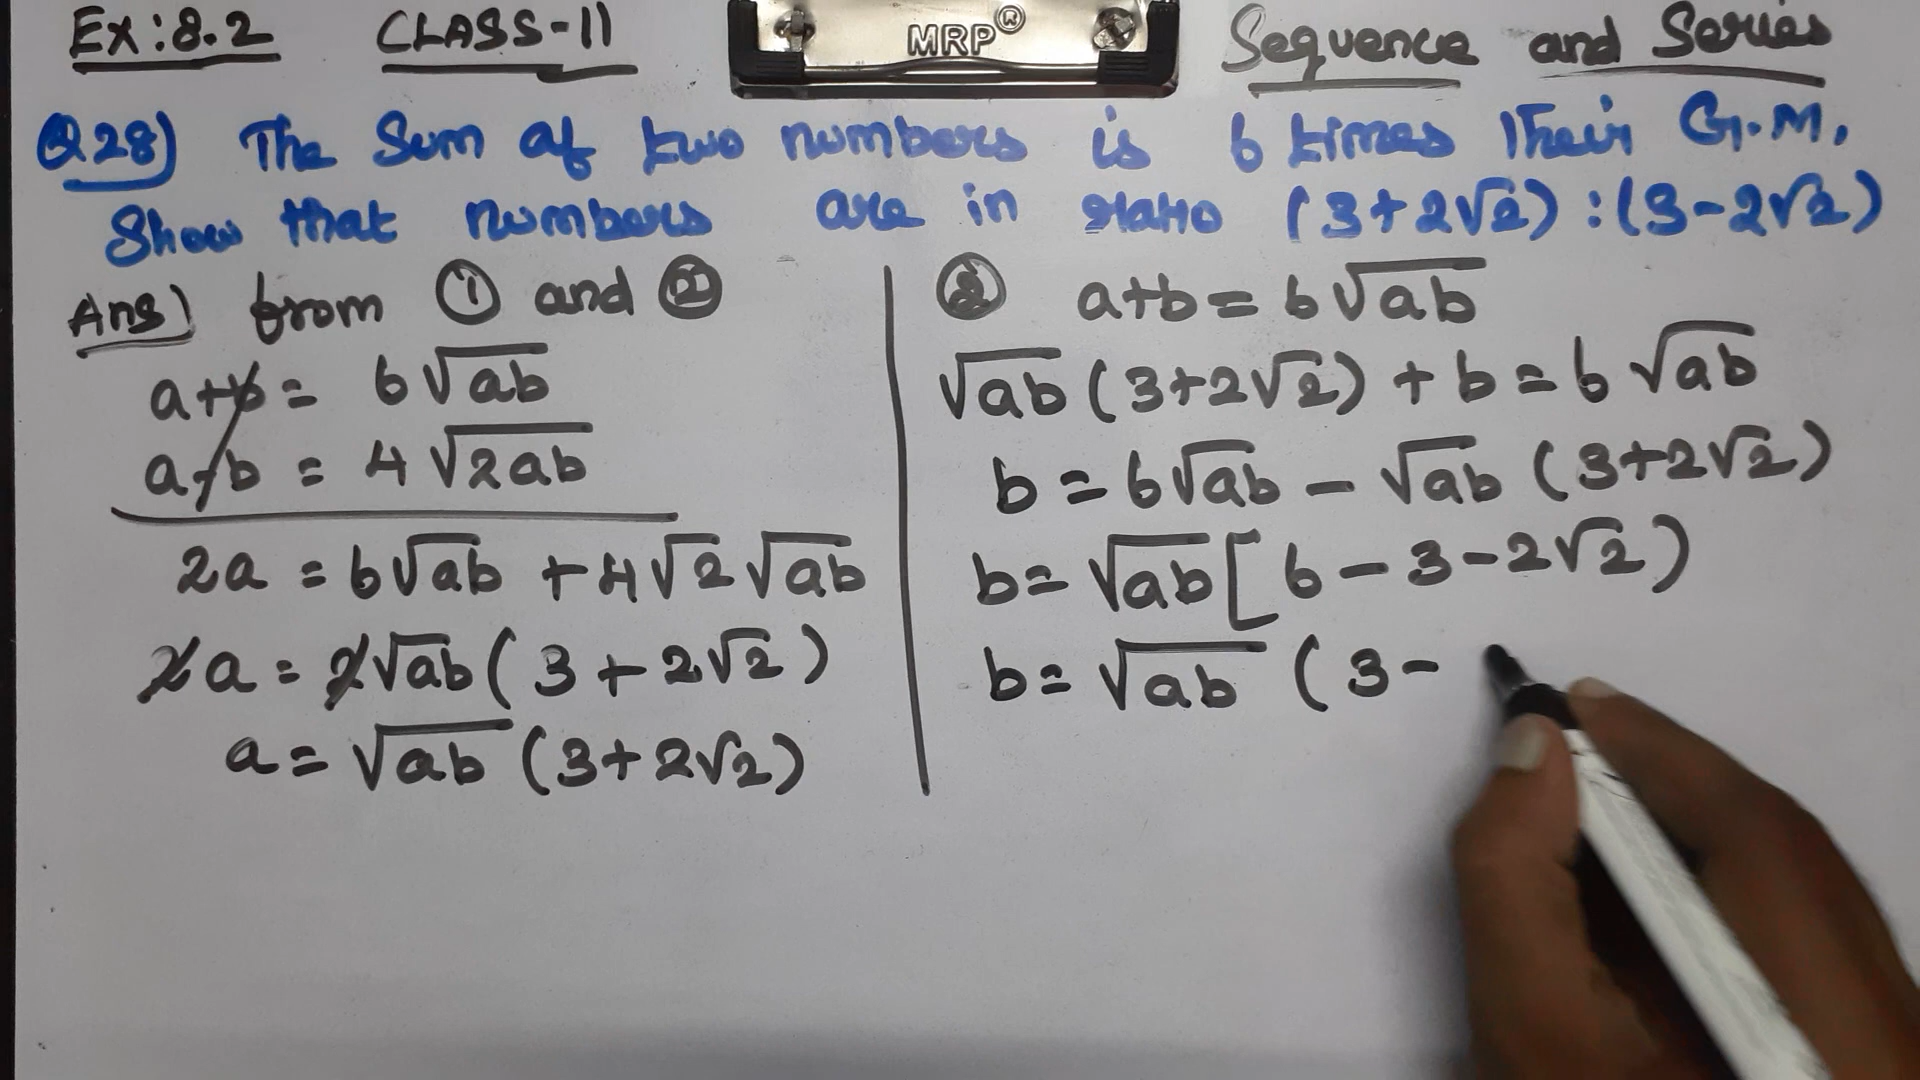 Ex:8.2 CLASS-11 MRP® Sequence and Series
Q28) The Sum of two numbers is 6 times their G.M.
Show that numbers are in ratio (3+2√2):(3-2√2)
Ans) from ① and ②
a+b = 6√ab
a-b = 4√2ab
2a = 6√ab + 4√2√ab
2a = 2√ab(3+2√2)
a = √ab(3+2√2)
② a+b = 6√ab
√ab(3+2√2) + b = 6√ab
b = 6√ab - √ab(3+2√2)
b = √ab[6-3-2√2)
b = √ab (3-